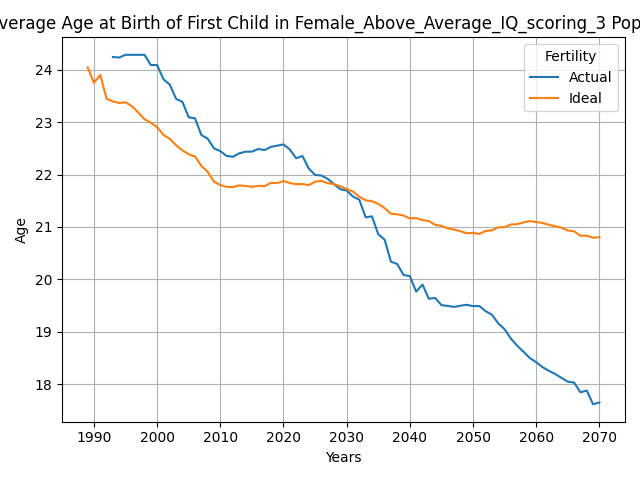 verage Age at Birth of First Child in Female_Above_Average_IQ_scoring_3 Pop
Fertility
Actual
Ideal
24
23
22
21
20
19
18
Age
1990
2000
2010
2020
2030
2040
2050
2060
2070
Years